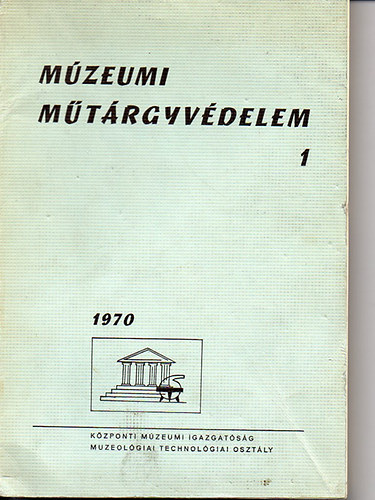 MÚZEUMI
MŰTÁRGYVÉDELEM
1
1970
KÖZPONTI MÚZEUMI IGAZGATÓSÁG
MUZEOLÓGIAI TECHNOLÓGIAI OSZTÁLY